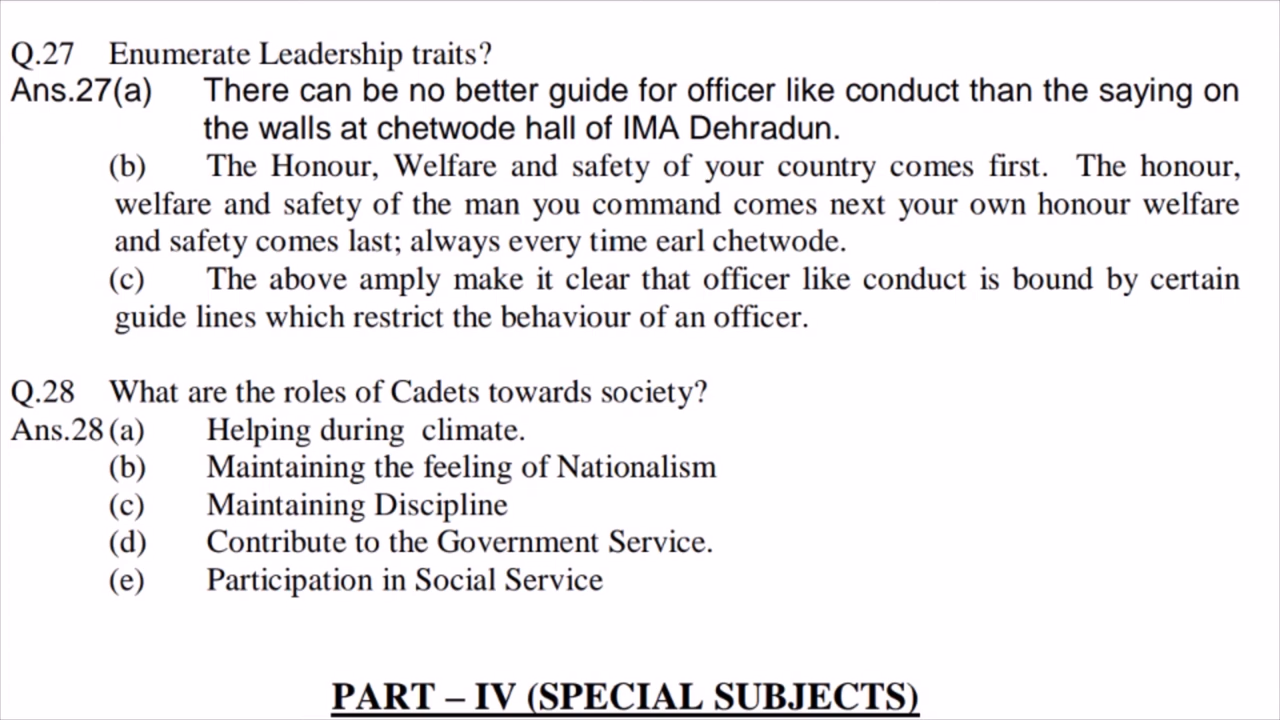 Q.27 Enumerate Leadership traits?
Ans.27(a) There can be no better guide for officer like conduct than the saying on
the walls at chetwode hall of IMA Dehradun.
(b) The Honour, Welfare and safety of your country comes first. The honour,
welfare and safety of the man you command comes next your own honour welfare
and safety comes last; always every time earl chetwode.
(c) The above amply make it clear that officer like conduct is bound by certain
guide lines which restrict the behaviour of an officer.
Q.28 What are the roles of Cadets towards society?
Ans.28 (a) Helping during climate.
(b) Maintaining the feeling of Nationalism
(c) Maintaining Discipline
(d) Contribute to the Government Service.
(e) Participation in Social Service
PART – IV (SPECIAL SUBJECTS)